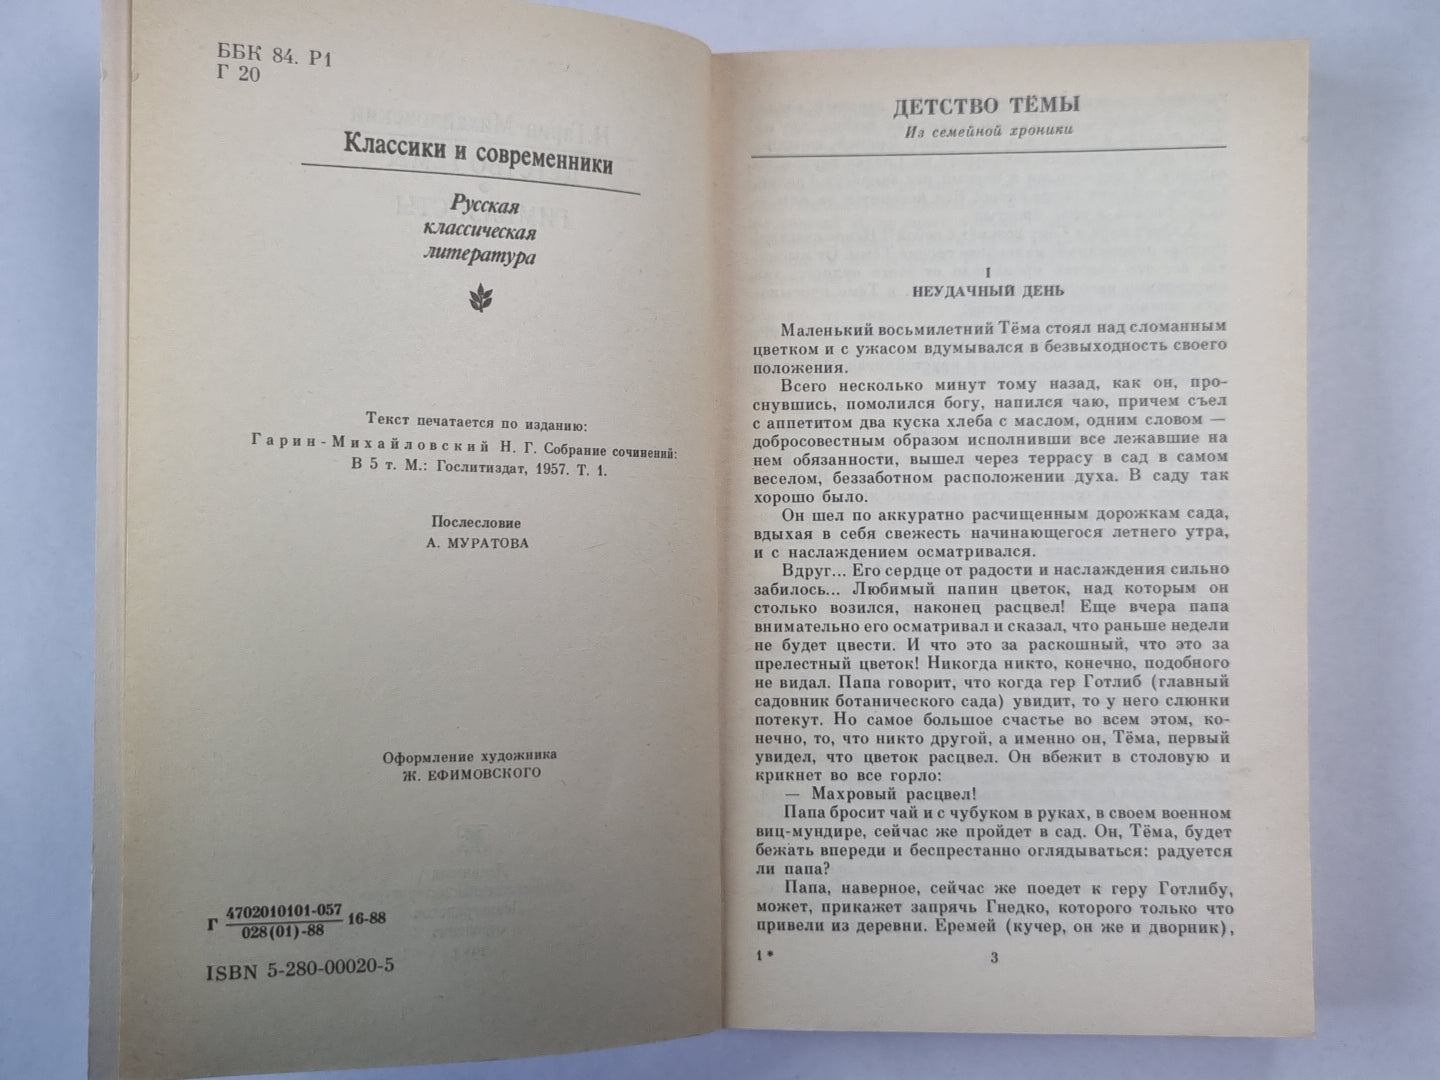 ББК 84. Р1
Г 20
Классики и современники
Русская
классическая
литература
Текст печатается по изданию:
Гарин-Михайловский Н. Г. Собрание сочинений:
В 5 т. М.: Гослитиздат, 1957. Т. 1.
Послесловие
А. МУРАТОВА
Оформление художника
Ж. ЕФИМОВСКОГО
Г 4702010101-057 16-88
028(01)-88
ISBN 5-280-00020-5
ДЕТСТВО ТЁМЫ
Из семейной хроники
I
НЕУДАЧНЫЙ ДЕНЬ
Маленький восьмилетний Тёма стоял над сломанным
цветком и с ужасом вдумывался в безвыходность своего
положения.
Всего несколько минут тому назад, как он, про-
снувшись, помолился богу, напился чаю, причем съел
с аппетитом два куска хлеба с маслом, одним словом —
добросовестным образом исполнивши все лежавшие на
нем обязанности, вышел через террасу в сад в самом
веселом, беззаботном расположении духа. В саду так
хорошо было.
Он шел по аккуратно расчищенным дорожкам сада,
вдыхая в себя свежесть начинающегося летнего утра,
и с наслаждением осматривался.
Вдруг... Его сердце от радости и наслаждения сильно
забилось... Любимый папин цветок, над которым он
столько возился, наконец расцвел! Еще вчера папа
внимательно его осматривал и сказал, что раньше недели
не будет цвести. И что это за раскошный, что это за
прелестный цветок! Никогда никто, конечно, подобного
не видал. Папа говорит, что когда гер Готлиб (главный
садовник ботанического сада) увидит, то у него слюнки
потекут. Но самое большое счастье во всем этом, ко-
нечно, то, что никто другой, а именно он, Тёма, первый
увидел, что цветок расцвел. Он вбежит в столовую и
крикнет во все горло:
— Махровый расцвел!
Папа бросит чай и с чубуком в руках, в своем военном
виц-мундире, сейчас же пройдет в сад. Он, Тёма, будет
бежать впереди и беспрестанно оглядываться: радуется
ли папа?
Папа, наверное, сейчас же поедет к геру Готлибу,
может, прикажет запрячь Гнедко, которого только что
привели из деревни. Еремей (кучер, он же и дворник),
1*
3